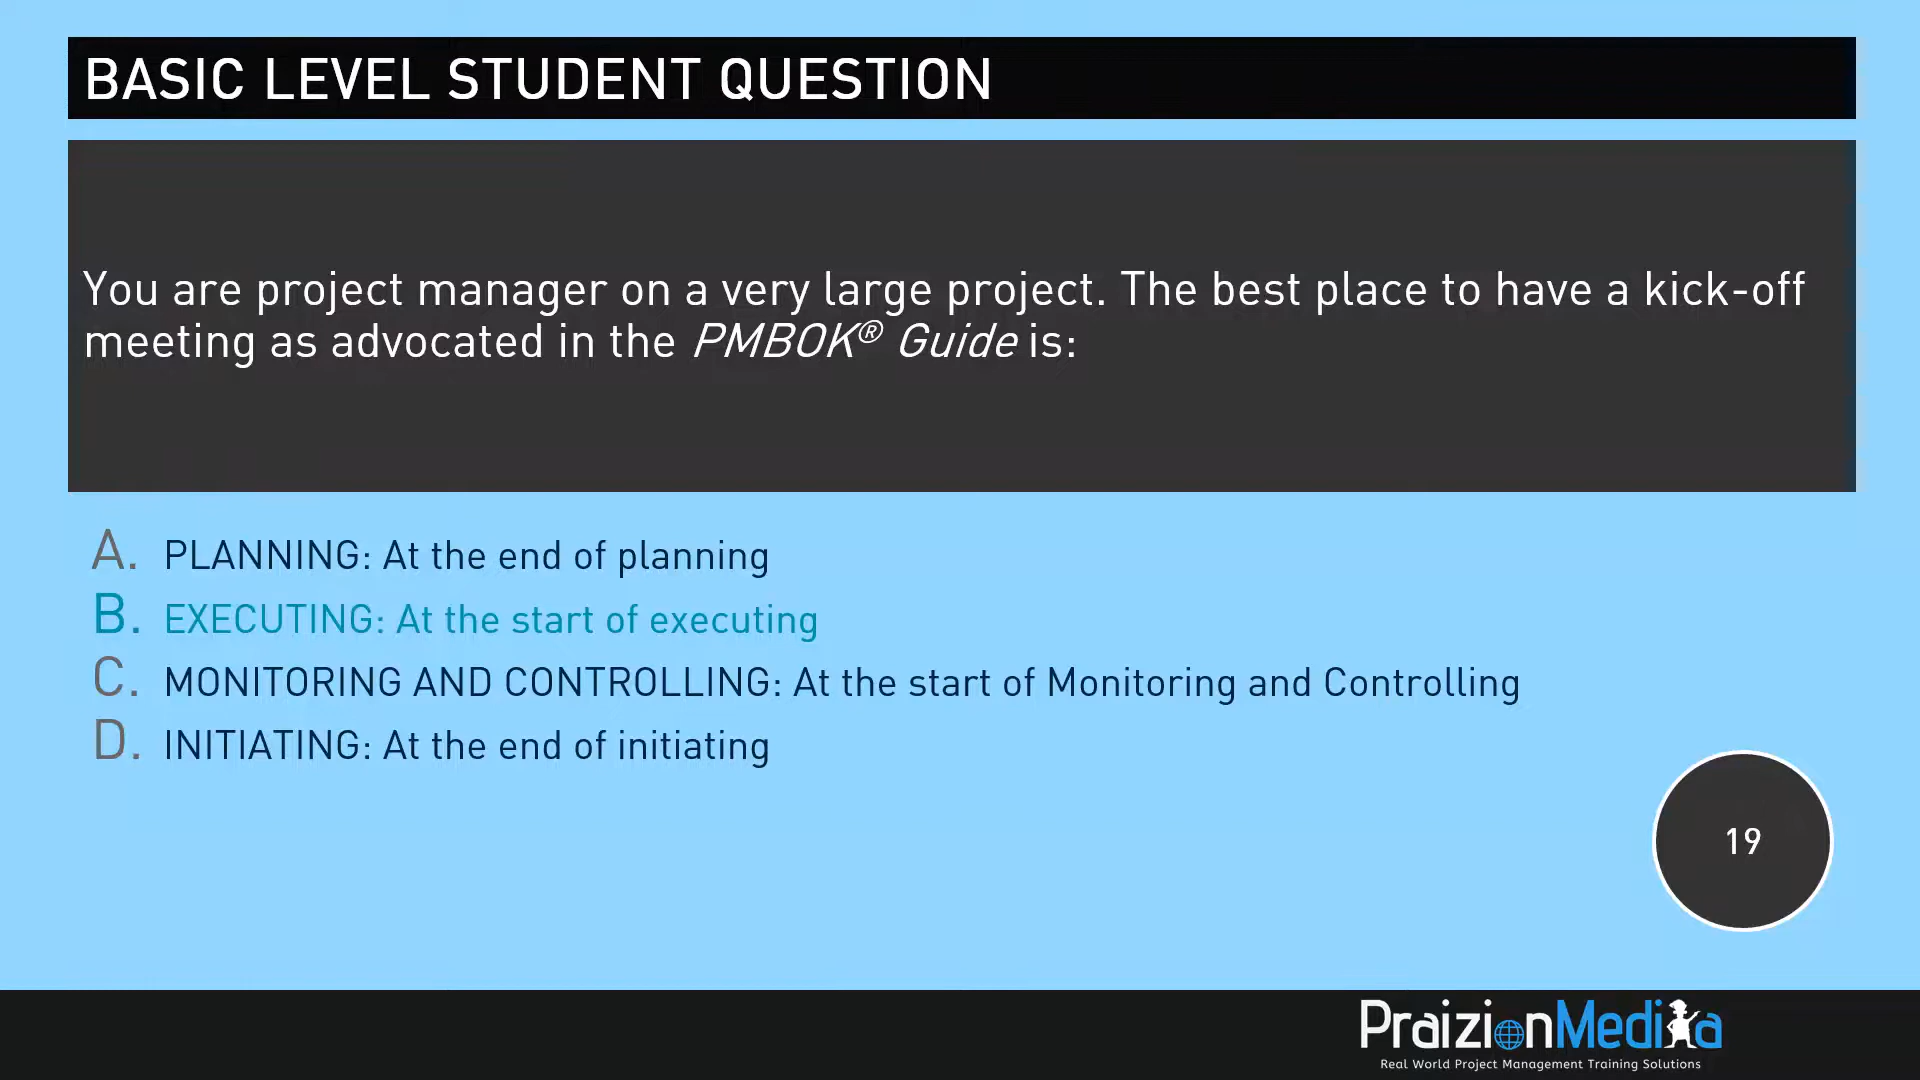 BASIC LEVEL STUDENT QUESTION
You are project manager on a very large project. The best place to have a kick-off
meeting as advocated in the PMBOK® Guide is:
A. PLANNING: At the end of planning
B. EXECUTING: At the start of executing
C. MONITORING AND CONTROLLING: At the start of Monitoring and Controlling
D. INITIATING: At the end of initiating
19
PraizionMedia
Real World Project Management Training Solutions